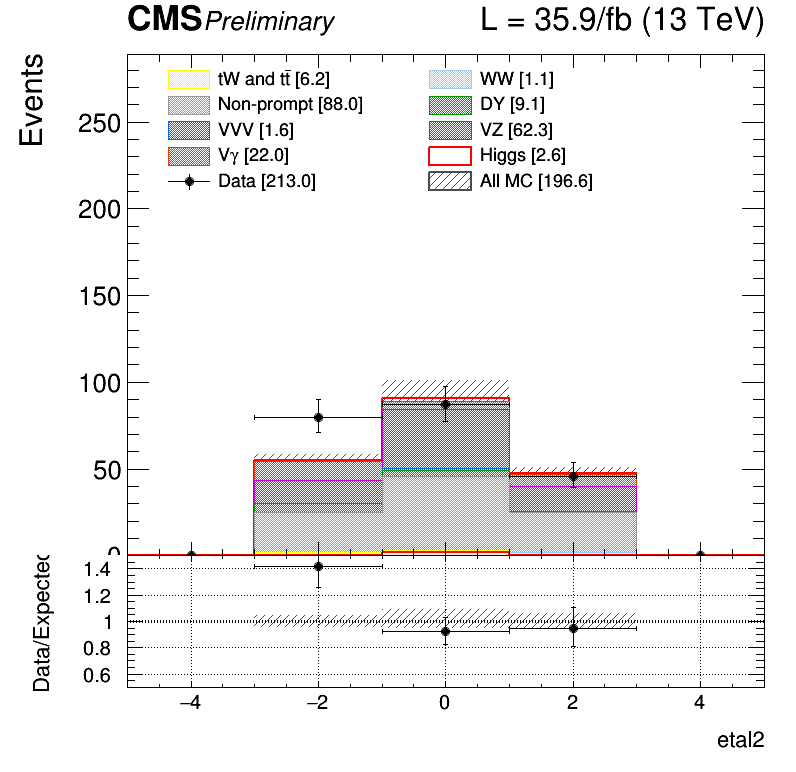 CMS Preliminary L = 35.9/fb (13 TeV)
Events
tW and tt̄ [6.2] WW [1.1]
Non-prompt [88.0] DY [9.1]
VVV [1.6] VZ [62.3]
Vγ [22.0] Higgs [2.6]
Data [213.0] All MC [196.6]
250
200
150
100
50
0
Data/Expected
1.4
1.2
1
0.8
0.6
−4 −2 0 2 4
etal2